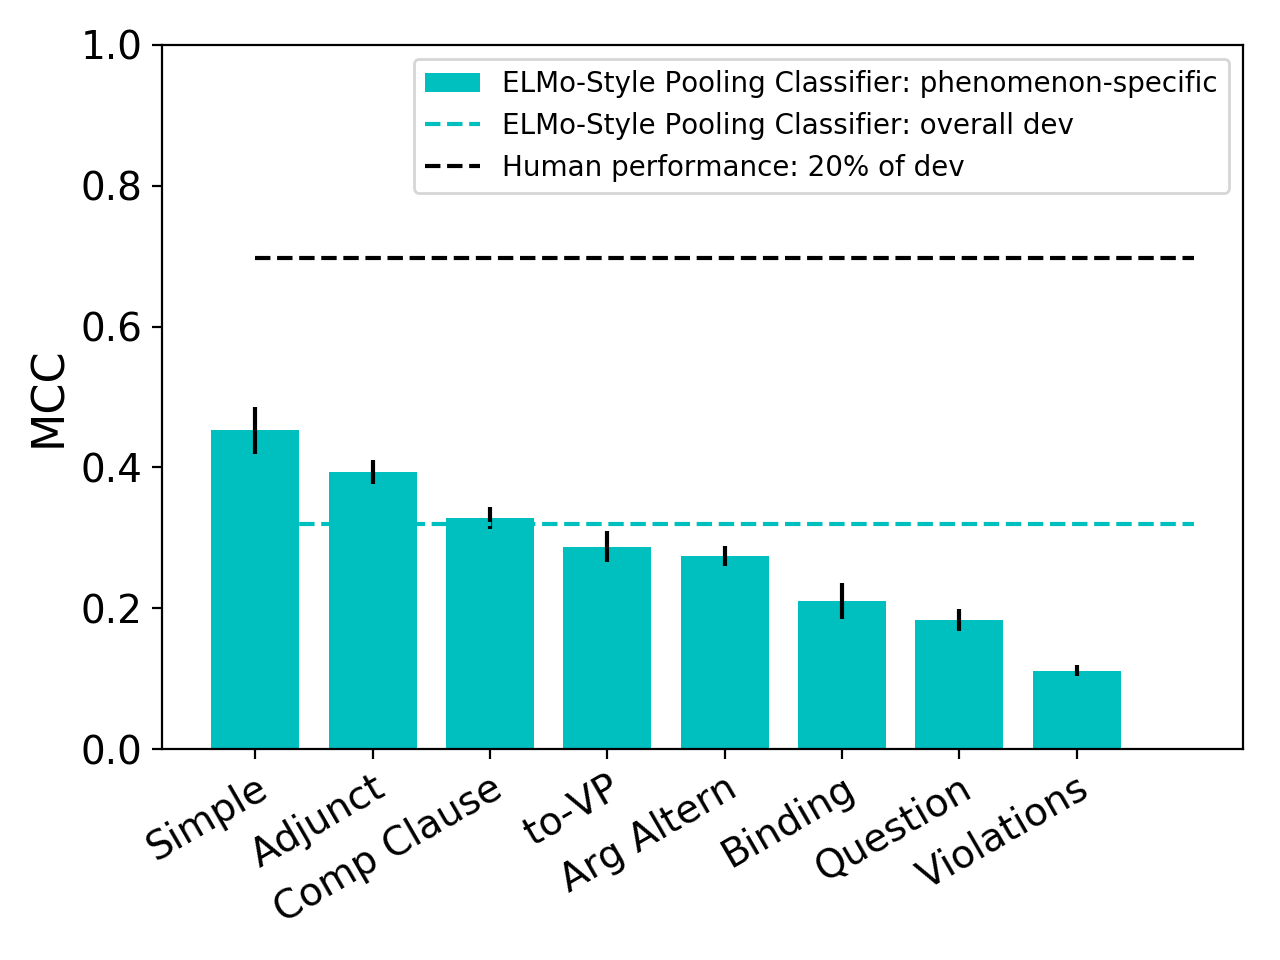 1.0
0.8
0.6
0.4
0.2
0.0
MCC
ELMo-Style Pooling Classifier: phenomenon-specific
ELMo-Style Pooling Classifier: overall dev
Human performance: 20% of dev
Simple
Adjunct
Comp Clause
to-VP
Arg Altern
Binding
Question
Violations